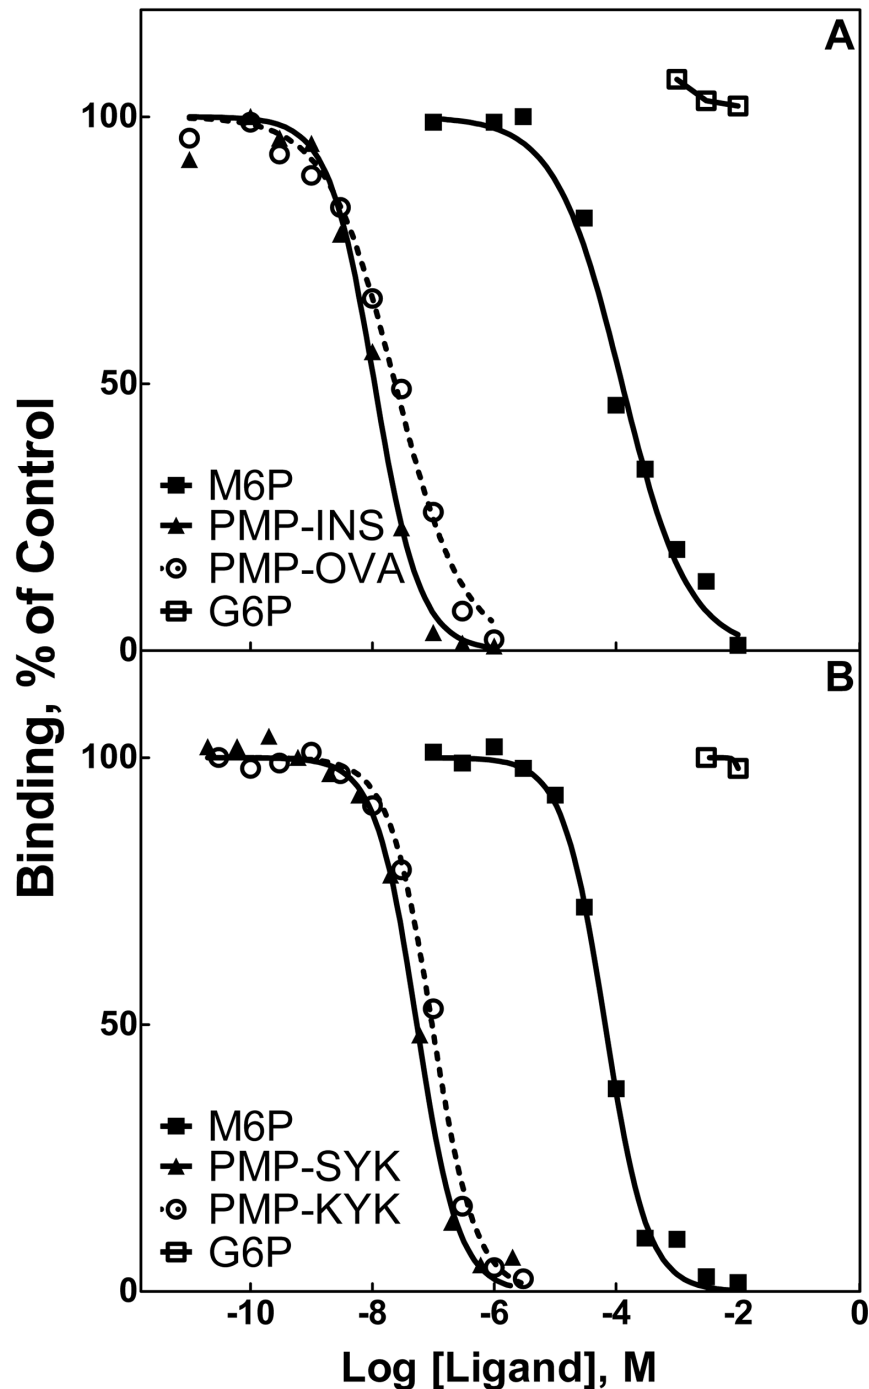 A
100
50
0
M6P
PMP-INS
PMP-OVA
G6P
Binding, % of Control
B
100
50
0
M6P
PMP-SYK
PMP-KYK
G6P
-10 -8 -6 -4 -2 0
Log [Ligand], M